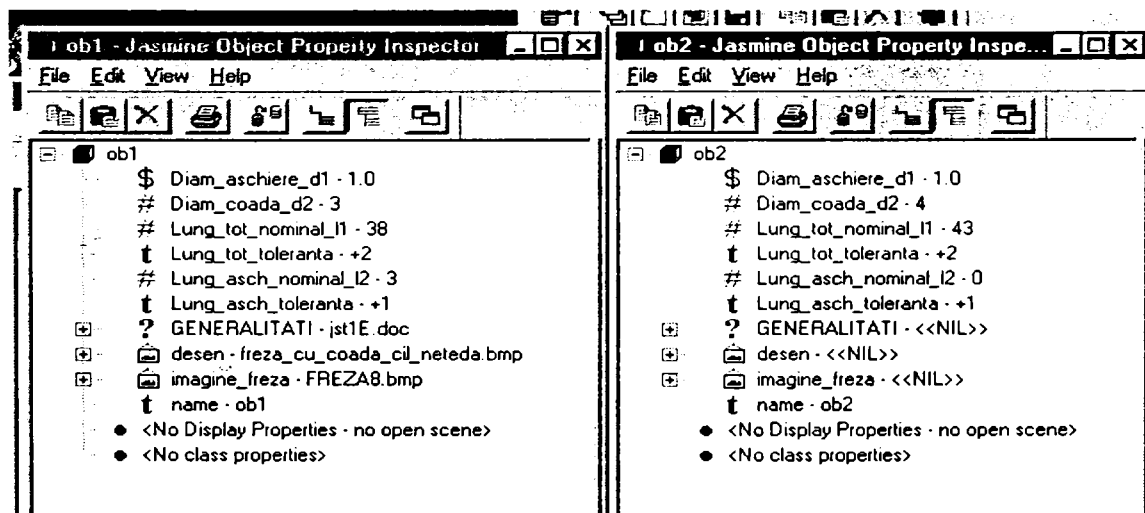 ob1 - Jasmine Object Property Inspector
File Edit View Help
ob1
$ Diam_aschiere_d1 - 1.0
# Diam_coada_d2 - 3
# Lung_tot_nominal_l1 - 38
t Lung_tot_toleranta - +2
# Lung_asch_nominal_l2 - 3
t Lung_asch_toleranta - +1
? GENERALITATI - jst1E.doc
desen - freza_cu_coada_cil_neteda.bmp
imagine_freza - FREZA8.bmp
t name - ob1
<No Display Properties - no open scene>
<No class properties>
ob2 - Jasmine Object Property Inspe...
File Edit View Help
ob2
$ Diam_aschiere_d1 - 1.0
# Diam_coada_d2 - 4
# Lung_tot_nominal_l1 - 43
t Lung_tot_toleranta - +2
# Lung_asch_nominal_l2 - 0
t Lung_asch_toleranta - +1
? GENERALITATI - <<NIL>>
desen - <<NIL>>
imagine_freza - <<NIL>>
t name - ob2
<No Display Properties - no open scene>
<No class properties>